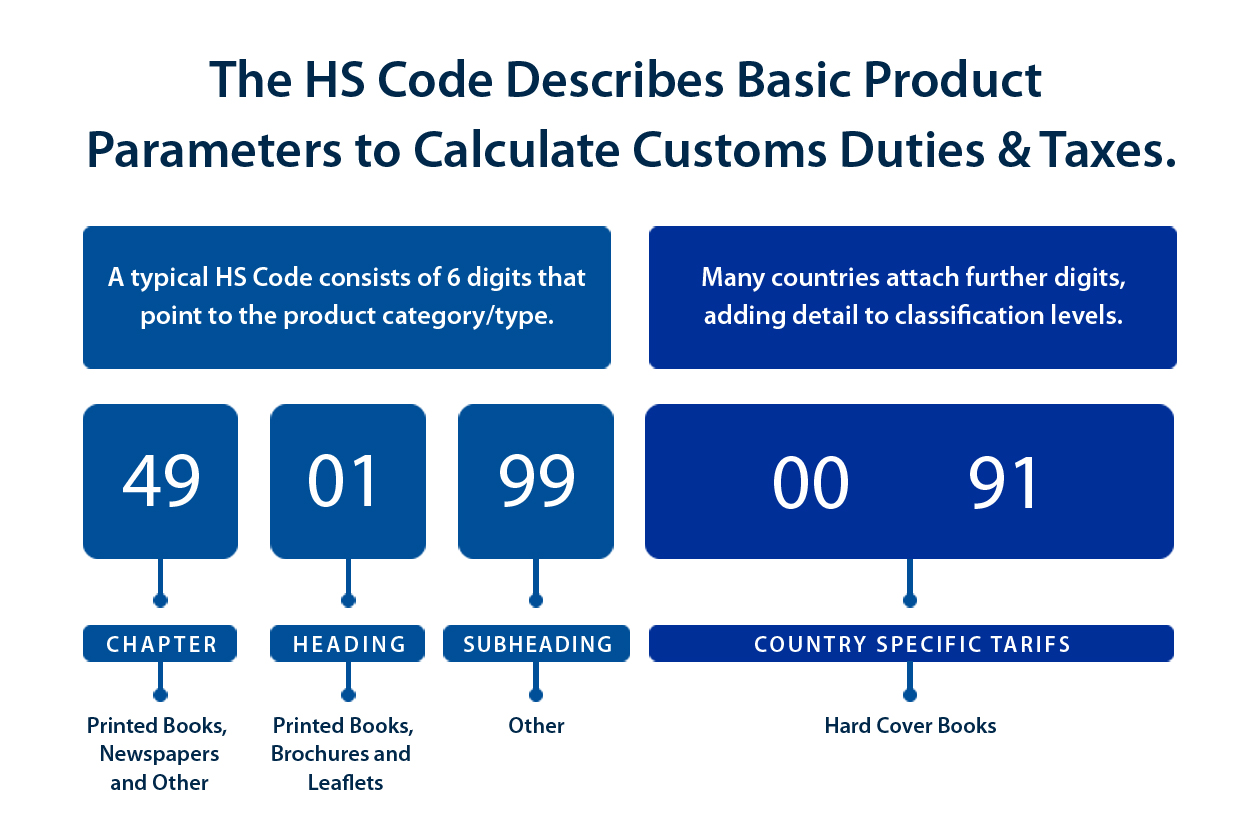 The HS Code Describes Basic Product
Parameters to Calculate Customs Duties & Taxes.
A typical HS Code consists of 6 digits that
point to the product category/type.
Many countries attach further digits,
adding detail to classification levels.
49 01 99 00 91
CHAPTER HEADING SUBHEADING COUNTRY SPECIFIC TARIFS
Printed Books,
Newspapers
and Other
Printed Books,
Brochures and
Leaflets
Other
Hard Cover Books